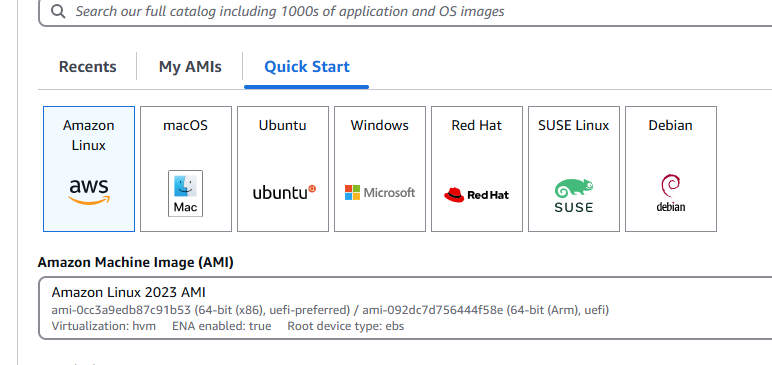 Search our full catalog including 1000s of application and OS images
Recents My AMIs Quick Start
Amazon Linux
macOS
Ubuntu
Windows
Red Hat
SUSE Linux
Debian
aws
Mac
ubuntu
Microsoft
Red Hat
SUSE
debian
Amazon Machine Image (AMI)
Amazon Linux 2023 AMI
ami-0cc3a9edb87c91b53 (64-bit (x86), uefi-preferred) / ami-092dc7d756444f58e (64-bit (Arm), uefi)
Virtualization: hvm ENA enabled: true Root device type: ebs